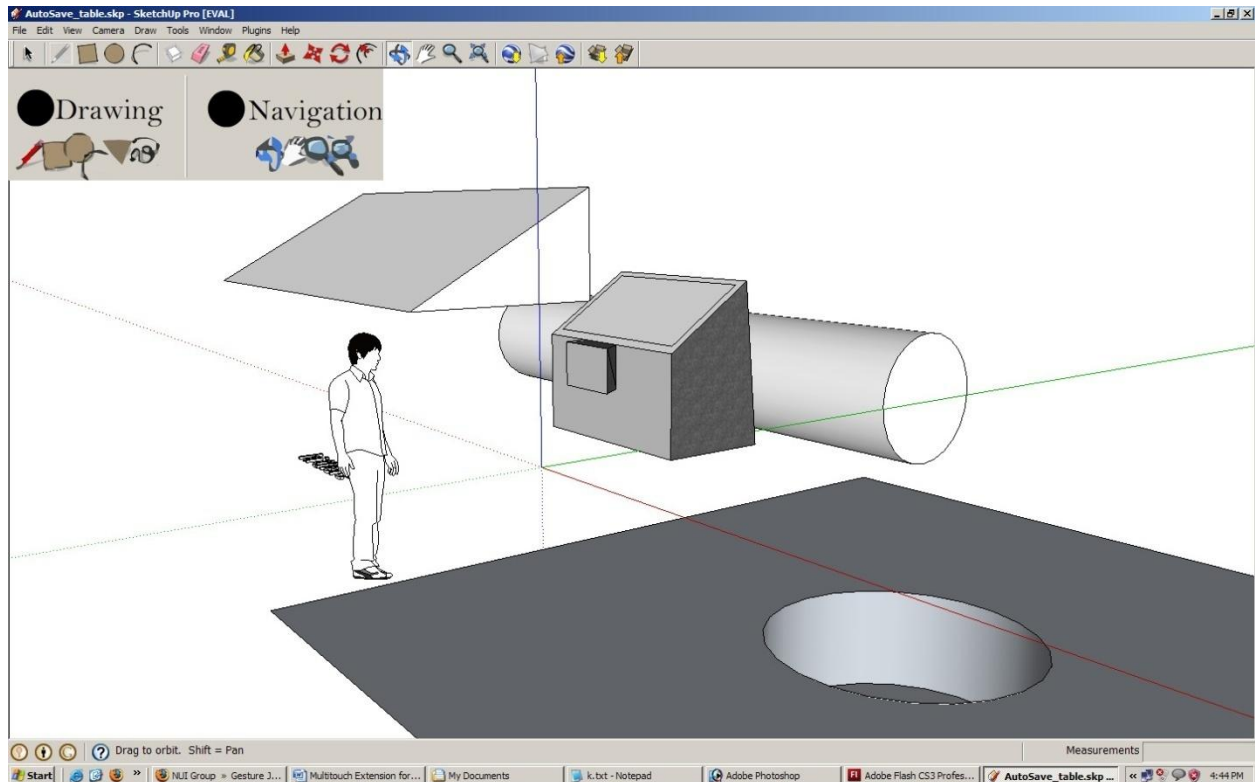 AutoSave_table.skp - SketchUp Pro [EVAL]
File Edit View Camera Draw Tools Window Plugins Help
Drawing Navigation
Drag to orbit. Shift = Pan Measurements
Start » NUI Group » Gesture J... Multitouch Extension for... My Documents k.txt - Notepad Adobe Photoshop Adobe Flash CS3 Profes... AutoSave_table.skp ... « 4:44 PM